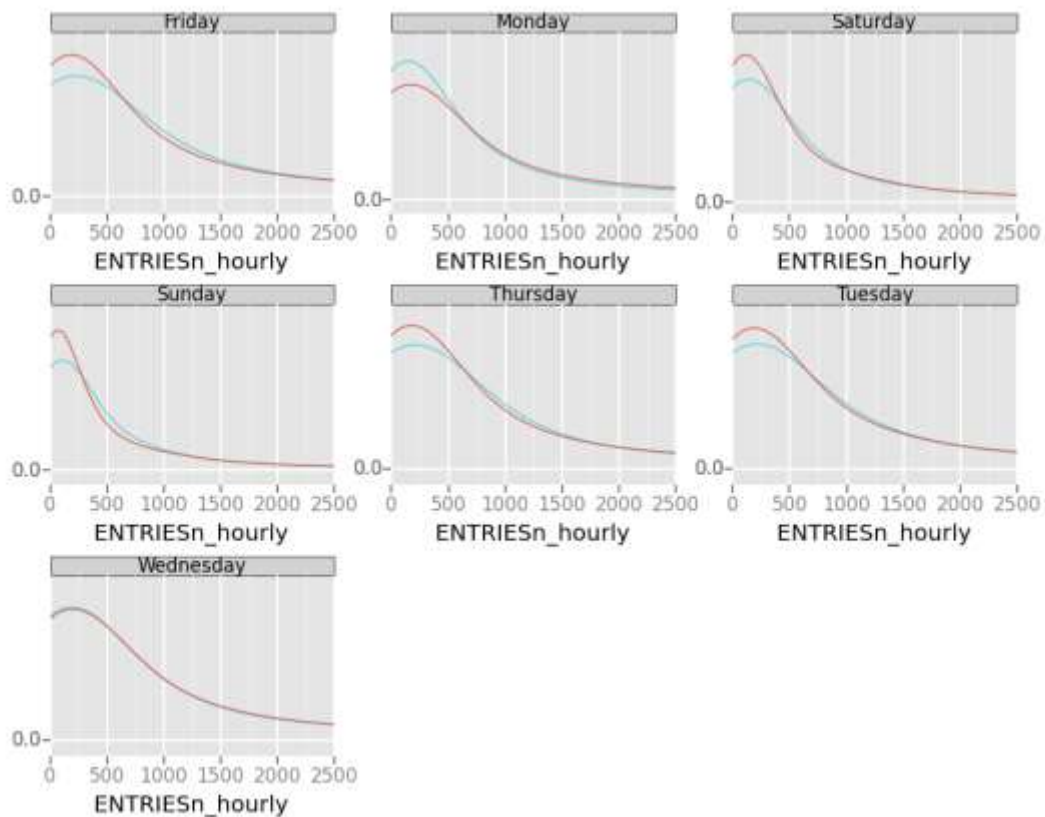 Friday Monday Saturday
0.0 0.0 0.0
0 500 1000 1500 2000 2500 0 500 1000 1500 2000 2500 0 500 1000 1500 2000 2500
ENTRIESn_hourly ENTRIESn_hourly ENTRIESn_hourly
Sunday Thursday Tuesday
0.0 0.0 0.0
0 500 1000 1500 2000 2500 0 500 1000 1500 2000 2500 0 500 1000 1500 2000 2500
ENTRIESn_hourly ENTRIESn_hourly ENTRIESn_hourly
Wednesday
0.0
0 500 1000 1500 2000 2500
ENTRIESn_hourly